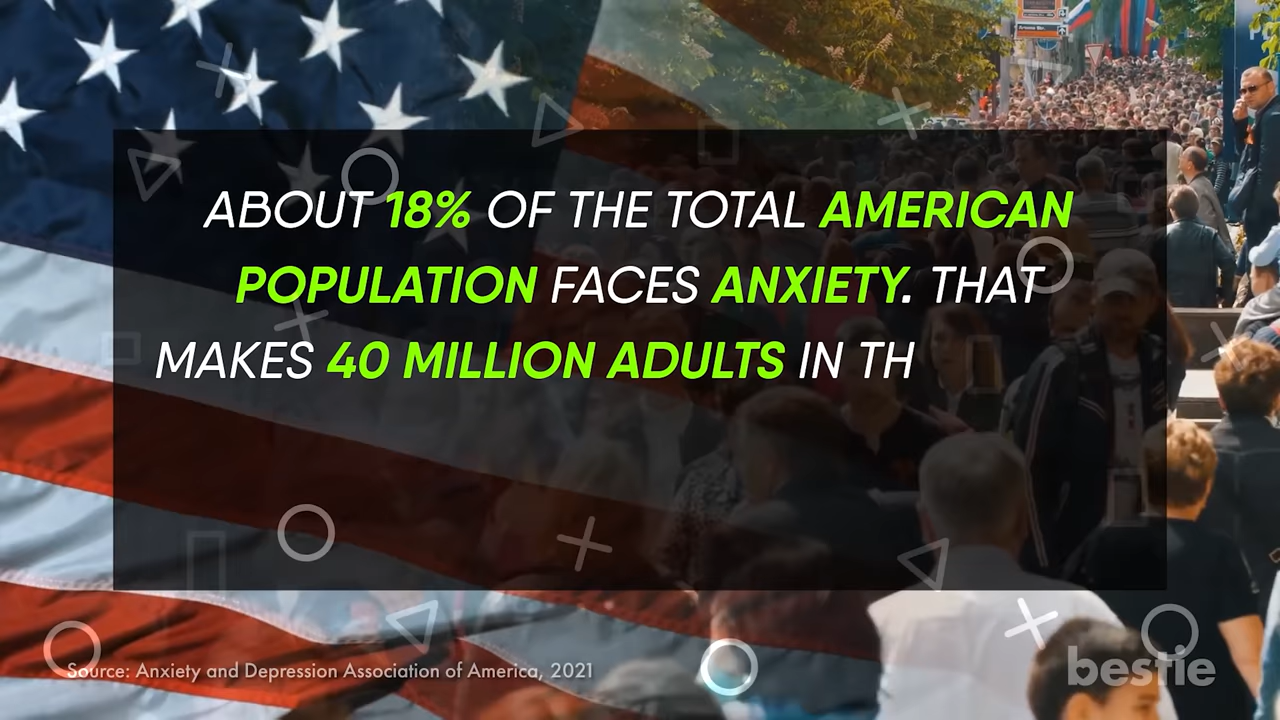 ABOUT 18% OF THE TOTAL AMERICAN
POPULATION FACES ANXIETY. THAT
MAKES 40 MILLION ADULTS IN TH
Source: Anxiety and Depression Association of America, 2021
bestie